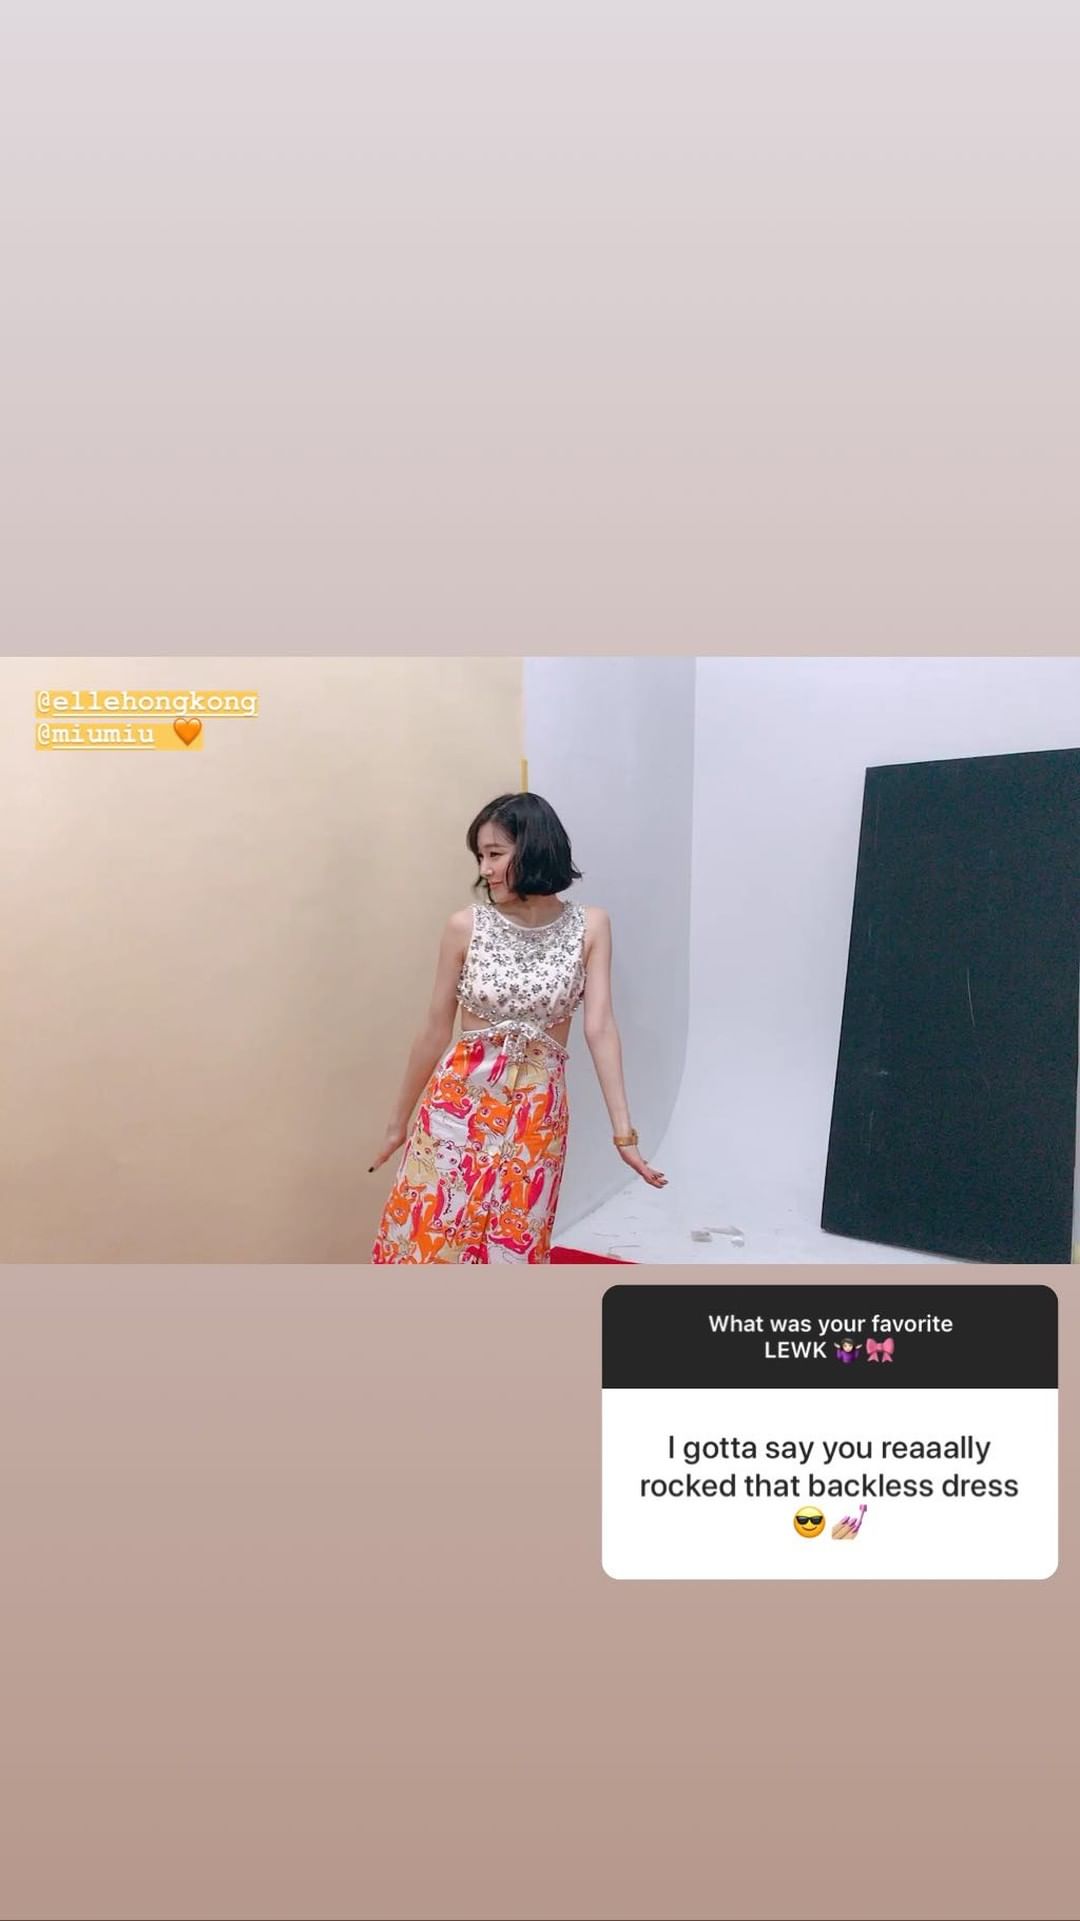 @ellehongkong
@miumiu 🧡
What was your favorite
LEWK 🤷🏻‍♀️🎀
I gotta say you reaaally
rocked that backless dress
😎💅🏼